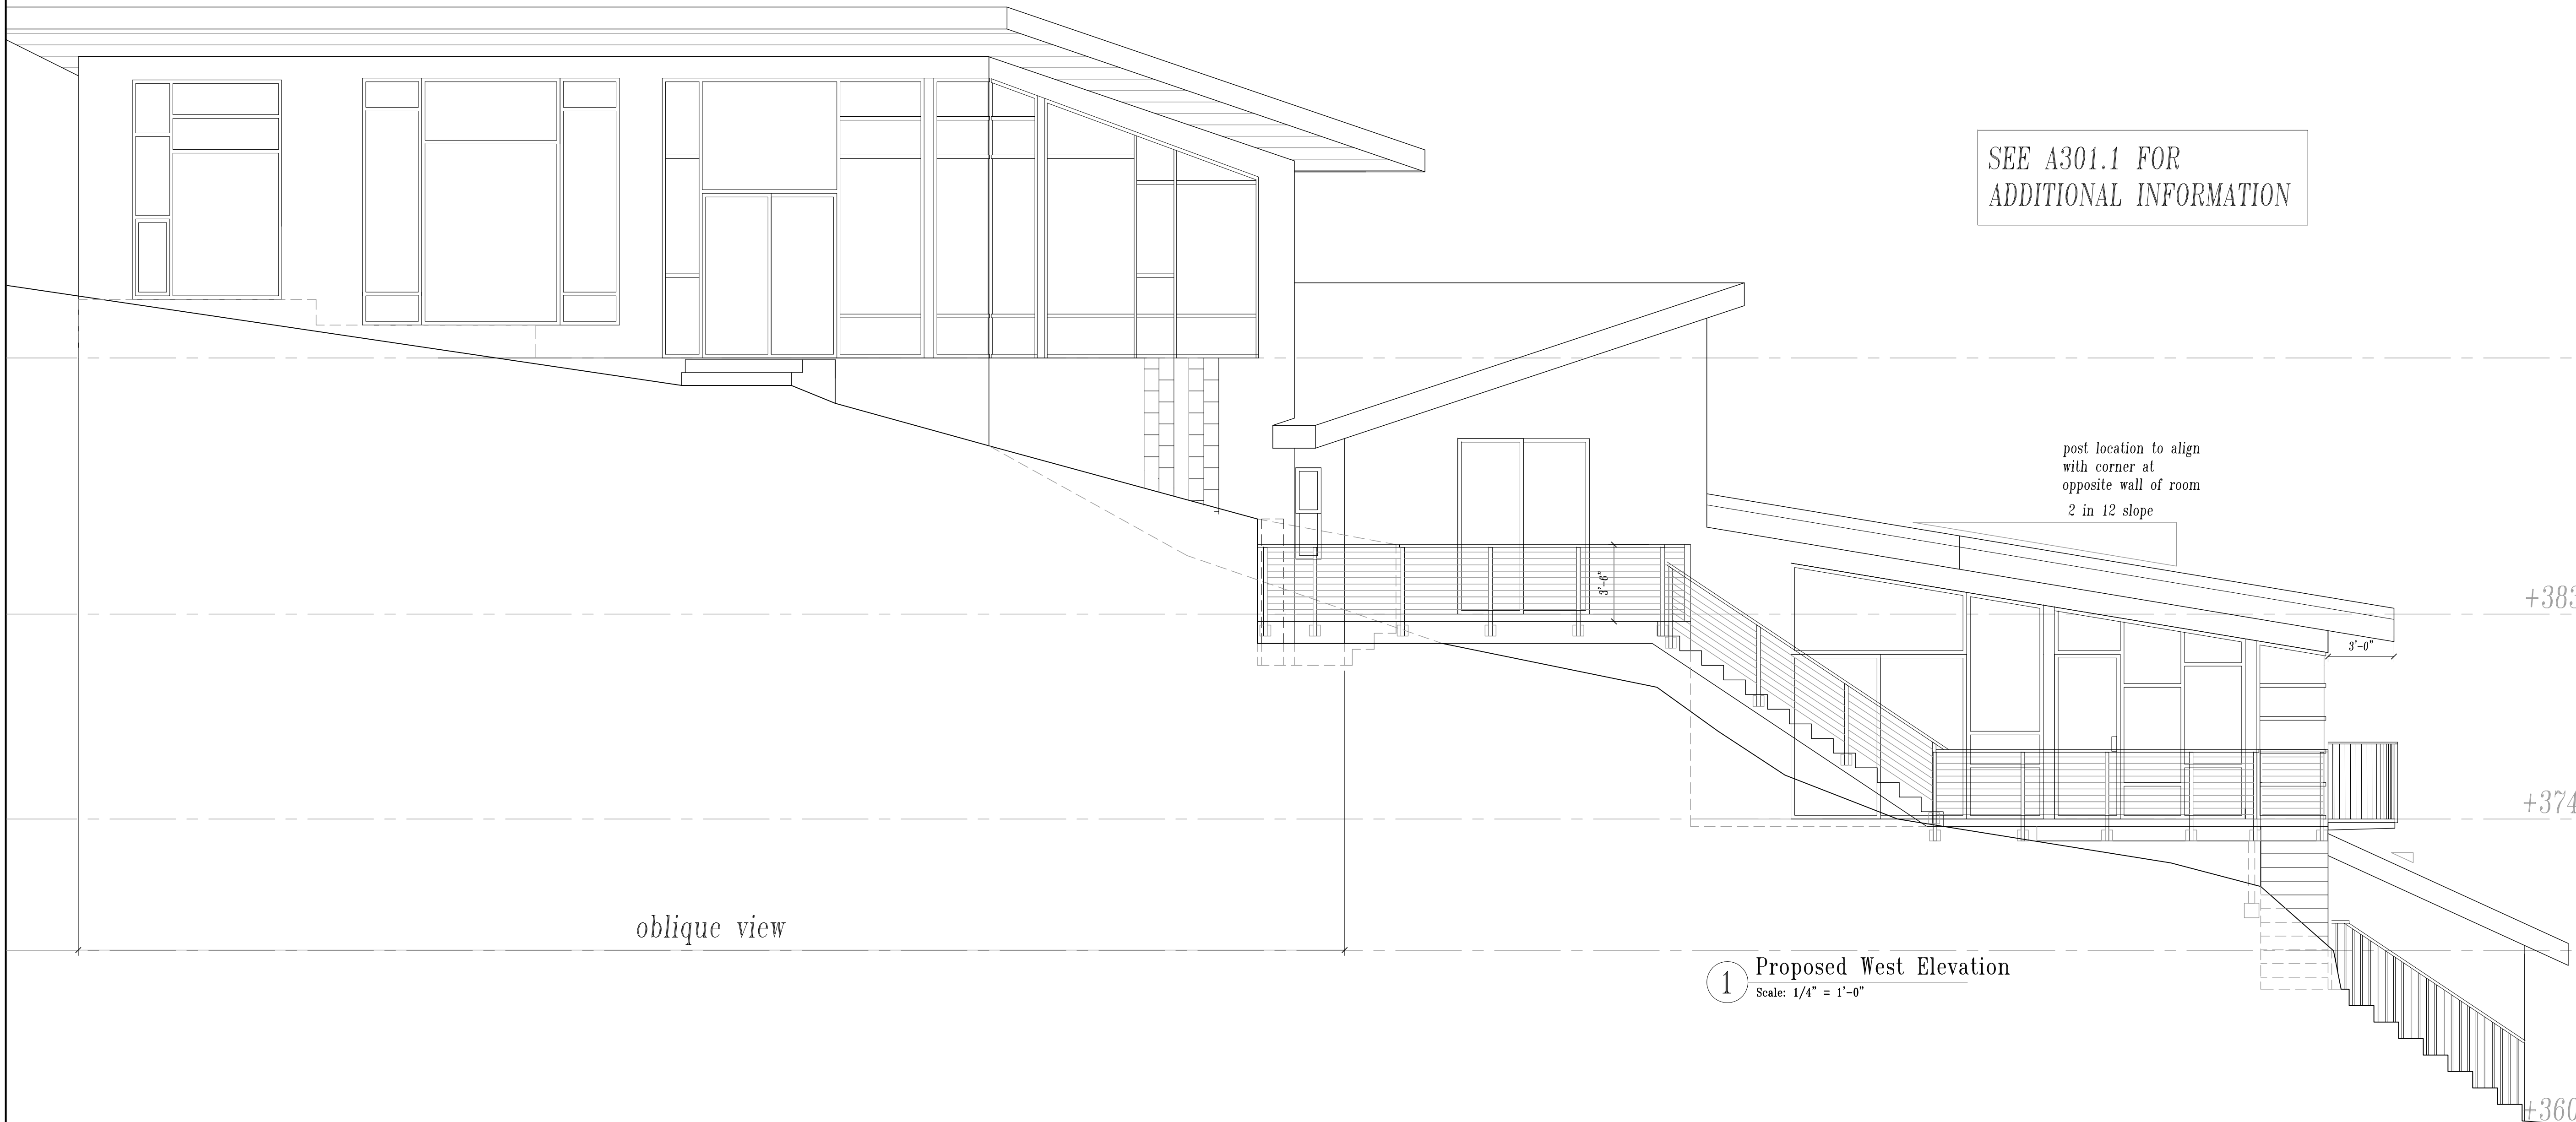 SEE A301.1 FOR
ADDITIONAL INFORMATION
post location to align
with corner at
opposite wall of room
2 in 12 slope
3'-6"
+383
3'-0"
+374
oblique view
1
Proposed West Elevation
Scale: 1/4" = 1'-0"
+360